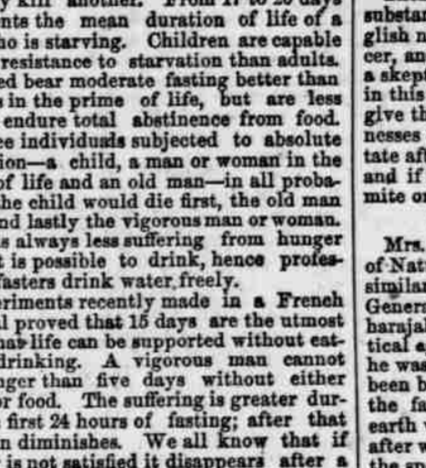 kill another. From 17 to 20 days
nts the mean duration of life of a
ho is starving. Children are capable
resistance to starvation than adults.
ed bear moderate fasting better than
s in the prime of life, but are less
endure total abstinence from food.
ee individuals subjected to absolute
ion—a child, a man or woman in the
of life and an old man—in all proba-
he child would die first, the old man
nd lastly the vigorous man or woman.
s always less suffering from hunger
t is possible to drink, hence profes-
fasters drink water freely.
eriments recently made in a French
l proved that 15 days are the utmost
hat life can be supported without eat-
drinking. A vigorous man cannot
nger than five days without either
or food. The suffering is greater dur-
first 24 hours of fasting; after that
n diminishes. We all know that if
r is not satisfied it disappears after a
substan
glish n
cer, an
a skept
in this
give th
nesses
tate aft
and if
mite or
Mrs.
of Nat
similar
Genera
barajal
tical a
he was
been b
the fa
earth
after w
the sp